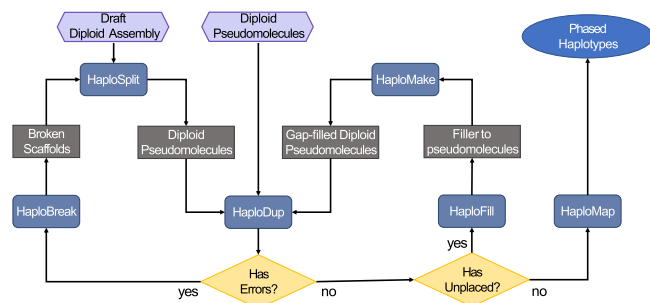 Draft
Diploid Assembly
Diploid
Pseudomolecules
Phased
Haplotypes
HaploSplit
HaploMake
Broken
Scaffolds
Diploid
Pseudomolecules
Gap-filled Diploid
Pseudomolecules
Filler to
pseudomolecules
HaploBreak
HaploDup
HaploFill
HaploMap
yes
Has
Errors?
no
yes
Has
Unplaced?
no